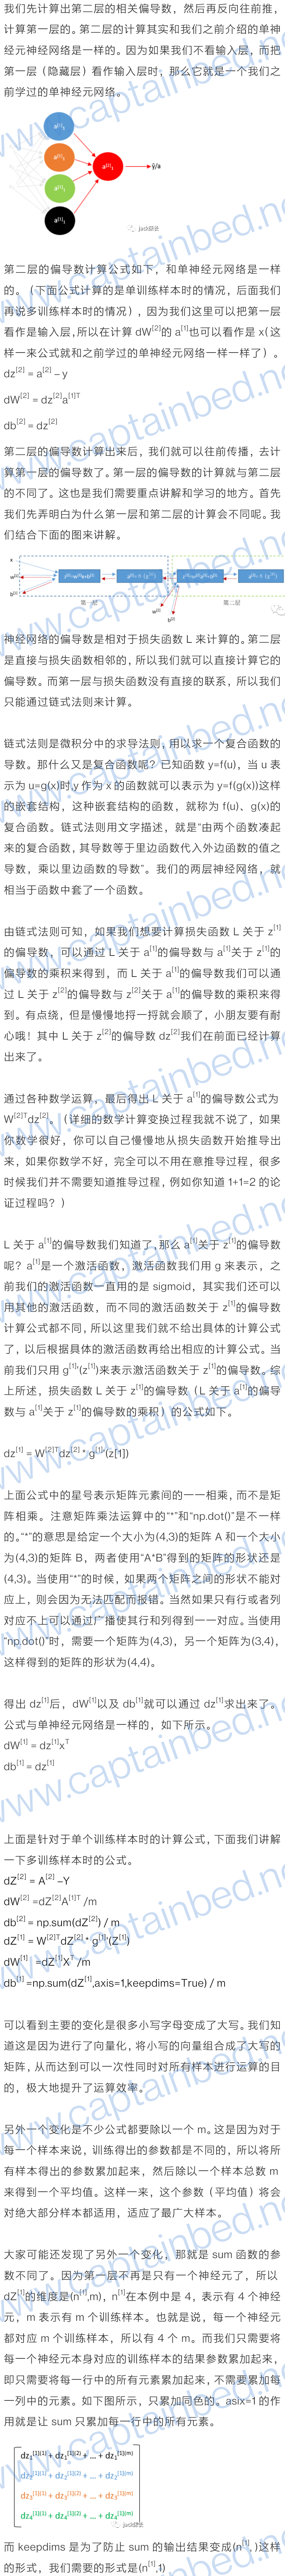 我们先计算出第二层的相关偏导数，然后再反向往前推，
计算第一层的。第二层的计算其实和我们之前介绍的单神
经元神经网络是一样的。因为如果我们不看输入层，而把
第一层（隐藏层）看作输入层时，那么它就是一个我们之
前学过的单神经元网络。
a[1]1
a[1]1
a[1]1
a[1]1
a[2]1
ŷ/a
第二层的偏导数计算公式如下，和单神经元网络是一样
的。（下面公式计算的是单训练样本时的情况，后面我们
再说多训练样本时的情况），因为我们这里可以把第一层
看作是输入层,所以在计算 dW[2]的 a[1]也可以看作是 x(这
样一来公式就和之前学过的单神经网络一样一样了）。
dz[2] = a[2] – y
dW[2] = dz[2]a[1]T
db[2] = dz[2]
第二层的偏导数计算出来后，我们就可以往前传播，去计
算第一层的偏导数了。第一层的偏导数的计算就与第二层
的不同了。这也是我们需要重点讲解和学习的地方。首先
我们先弄明白为什么第一层和第二层的计算会不同呢。我
们结合下面的图来讲解。
x
w[1]
b[1]
第一层
第二层
w[2]
b[2]
神经网络的偏导数是相对于损失函数 L 来计算的。第二层
是直接与损失函数相邻的，所以我们就可以直接计算它的
偏导数。而第一层与损失函数没有直接的联系，所以我们
只能通过链式法则来计算。
链式法则是微积分中的求导法则，用以求一个复合函数的
导数。那什么又是复合函数呢？已知函数 y=f(u)，当 u 表
示为 u=g(x)时,y 作为 x 的函数就可以表示为 y=f(g(x))这样
的嵌套结构，这种嵌套结构的函数，就称为 f(u)、g(x)的
复合函数。链式法则用文字描述，就是“由两个函数凑起
来的复合函数，其导数等于里边函数代入外边函数的值之
导数，乘以里边函数的导数”。我们的两层神经网络，就
相当于函数中套了一个函数。
由链式法则可知，如果我们想要计算损失函数 L 关于 z[1]
的偏导数，可以通过 L 关于 a[1]的偏导数与 a[1]关于 z[1]的
偏导数的乘积来得到，而 L 关于 a[1]的偏导数我们可以通
过 L 关于 z[2]的偏导数与 z[2]关于 a[1]的偏导数的乘积来得
到。有点绕，但是慢慢地捋一捋就会顺了，小朋友要有耐
心哦！其中 L 关于 z[2]的偏导数 dz[2]我们在前面已经计算
出来了。
通过各种数学运算，最后得出 L 关于 a[1]的偏导数公式为
W[2]Tdz[2]。（详细的数学计算变换过程我就不说了，如果
你数学很好，你可以自己慢慢地从损失函数开始推导出
来，如果你数学不好，完全可以不用在意推导过程，很多
时候我们并不需要知道推导过程，例如你知道 1+1=2 的论
证过程吗？）
L 关于 a[1]的偏导数我们知道了，那么 a[1]关于 z[1]的偏导数
呢？a[1]是一个激活函数，激活函数我们用 g 来表示，之
前我们的激活函数一直用的是 sigmoid，其实我们还可以
用其他的激活函数，而不同的激活函数关于 z[1]的偏导数
计算公式都不同，所以这里我们就不给出具体的计算公式
了，以后根据具体的激活函数再给出相应的计算公式。当
前我们只用 g[1]'(z[1])来表示激活函数关于 z[1]的偏导数。综
上所述，损失函数 L 关于 z[1]的偏导数（L 关于 a[1]的偏导
数与 a[1]关于 z[1]的偏导数的乘积）的公式如下。
dz[1] = W[2]Tdz[2] * g[1]'(z[1])
上面公式中的星号表示矩阵元素间的一一相乘，而不是矩
阵相乘。注意矩阵乘法运算中的“*”和“np.dot()”是不一样
的。“*”的意思是给定一个大小为(4,3)的矩阵 A 和一个大小
为(4,3)的矩阵 B，两者使用“A*B”得到的矩阵的形状还是
(4,3)。当使用“*”的时候，如果两个矩阵之间的形状不能对
应上，则会因为无法匹配而报错。当然如果只有行或者列
对应不上可以通过广播使其行和列得到一一对应。当使用
“np.dot()”时，需要一个矩阵为(4,3)，另一个矩阵为(3,4)，
这样得到的矩阵的形状为(4,4)。
得出 dz[1]后，dW[1]以及 db[1]就可以通过 dz[1]求出来了。
公式与单神经元网络是一样的，如下所示。
dW[1] = dz[1]xT
db[1] = dz[1]
上面是针对于单个训练样本时的计算公式，下面我们讲解
一下多训练样本时的公式。
dZ[2] = A[2] –Y
dW[2] =dZ[2]A[1]T /m
db[2] = np.sum(dZ[2]) / m
dZ[1] = W[2]TdZ[2] * g[1]'(Z[1])
dW[1] =dZ[1]XT /m
db[1] =np.sum(dZ[1],axis=1,keepdims=True) / m
可以看到主要的变化是很多小写字母变成了大写。我们知
道这是因为进行了向量化，将小写的向量组合成了大写的
矩阵，从而达到可以一次性同时对所有样本进行运算的目
的，极大地提升了运算效率。
另外一个变化是不少公式都要除以一个 m。这是因为对于
每一个样本来说，训练得出的参数都是不同的，所以将所
有样本得出的参数累加起来，然后除以一个样本总数 m
来得到一个平均值。这样一来，这个参数（平均值）将会
对绝大部分样本都适用，适应了最广大样本。
大家可能还发现了另外一个变化，那就是 sum 函数的参
数不同了。因为第一层不再是只有一个神经元了，所以
dZ[1]的维度是(n[1],m)，n[1]在本例中是 4，表示有 4 个神经
元，m 表示有 m 个训练样本。也就是说，每一个神经元
都对应 m 个训练样本，所以有 4 个 m。而我们只需要将
每一个神经元本身对应的训练样本的结果参数累加起来，
即只需要将每一行中的所有元素累加起来，不需要累加每
一列中的元素。如下图所示，只累加同色的。asix=1 的作
用就是让 sum 只累加每一行中的所有元素。
dz1[1](1) + dz1[1](2) + ... + dz1[1](m)
dz2[1](1) + dz2[1](2) + ... + dz2[1](m)
dz3[1](1) + dz3[1](2) + ... + dz3[1](m)
dz4[1](1) + dz4[1](2) + ... + dz4[1](m)
而 keepdims 是为了防止 sum 的输出结果变成(n[1], )这样
的形式，我们需要的形式是(n[1],1)
www.captainbed.net